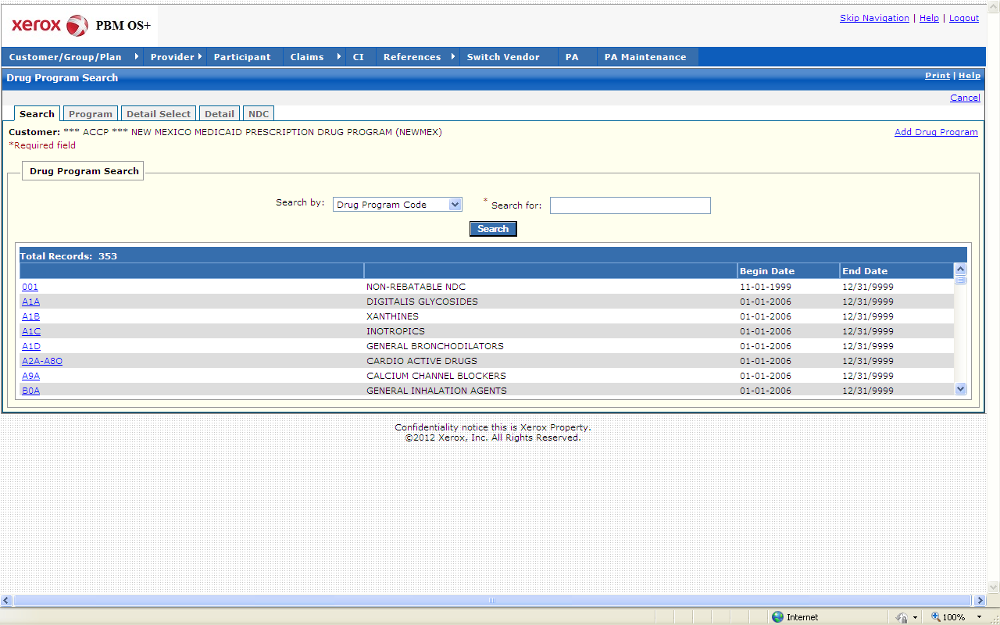 xerox PBM OS+
Skip Navigation | Help | Logout
Customer/Group/Plan Provider Participant Claims CI References Switch Vendor PA PA Maintenance
Drug Program Search
Print | Help
Cancel
Search Program Detail Select Detail NDC
Customer: *** ACCP *** NEW MEXICO MEDICAID PRESCRIPTION DRUG PROGRAM (NEWMEX)
Add Drug Program
*Required field
Drug Program Search
Search by: Drug Program Code * Search for:
Search
Total Records: 353
Begin Date End Date
001 NON-REBATABLE NDC 11-01-1999 12/31/9999
A1A DIGITALIS GLYCOSIDES 01-01-2006 12/31/9999
A1B XANTHINES 01-01-2006 12/31/9999
A1C INOTROPICS 01-01-2006 12/31/9999
A1D GENERAL BRONCHODILATORS 01-01-2006 12/31/9999
A2A-A8O CARDIO ACTIVE DRUGS 01-01-2006 12/31/9999
A9A CALCIUM CHANNEL BLOCKERS 01-01-2006 12/31/9999
B0A GENERAL INHALATION AGENTS 01-01-2006 12/31/9999
Confidentiality notice this is Xerox Property.
©2012 Xerox, Inc. All Rights Reserved.
Internet 100%